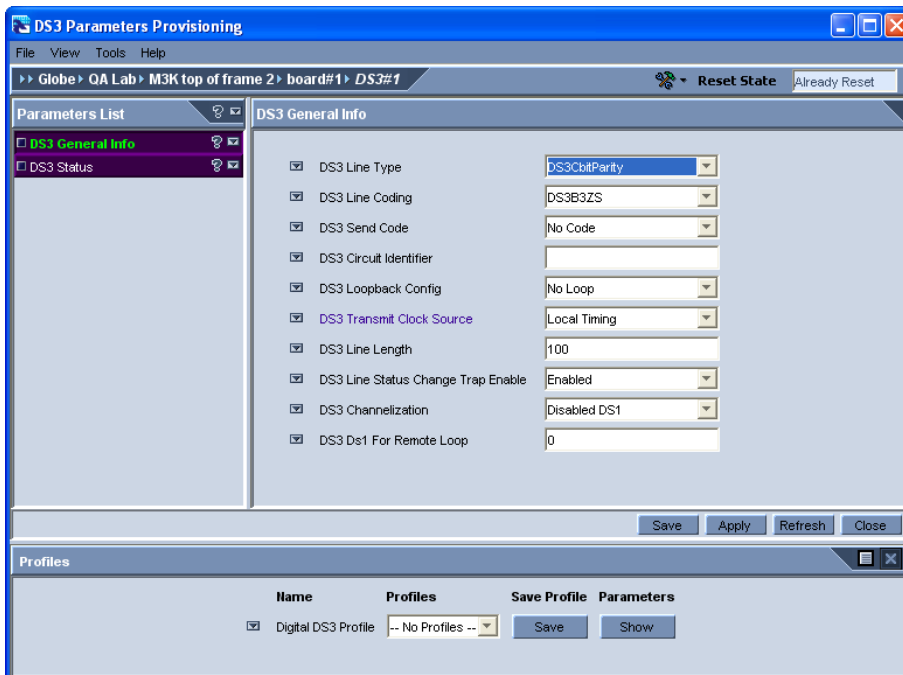 DS3 Parameters Provisioning
File View Tools Help
Globe QA Lab M3K top of frame 2 board#1 DS3#1 Reset State Already Reset
Parameters List
DS3 General Info
DS3 Status
DS3 General Info
DS3 Line Type DS3CbitParity
DS3 Line Coding DS3B3ZS
DS3 Send Code No Code
DS3 Circuit Identifier
DS3 Loopback Config No Loop
DS3 Transmit Clock Source Local Timing
DS3 Line Length 100
DS3 Line Status Change Trap Enable Enabled
DS3 Channelization Disabled DS1
DS3 Ds1 For Remote Loop 0
Save Apply Refresh Close
Profiles
Name Profiles Save Profile Parameters
Digital DS3 Profile -- No Profiles -- Save Show